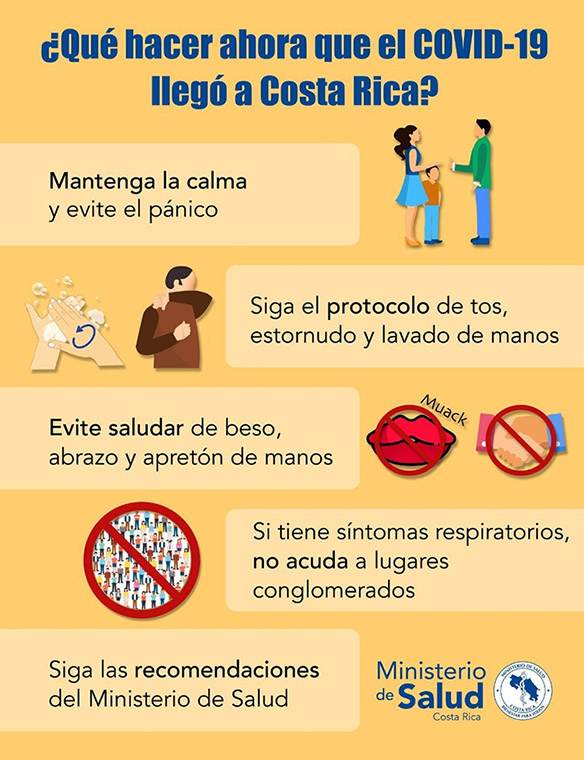 ¿Qué hacer ahora que el COVID-19
llegó a Costa Rica?
Mantenga la calma
y evite el pánico
Siga el protocolo de tos,
estornudo y lavado de manos
Evite saludar de beso,
abrazo y apretón de manos
Muack
Si tiene síntomas respiratorios,
no acuda a lugares
conglomerados
Siga las recomendaciones
del Ministerio de Salud
Ministerio
de Salud
Costa Rica
MINISTERIO DE SALUD
COSTA RICA